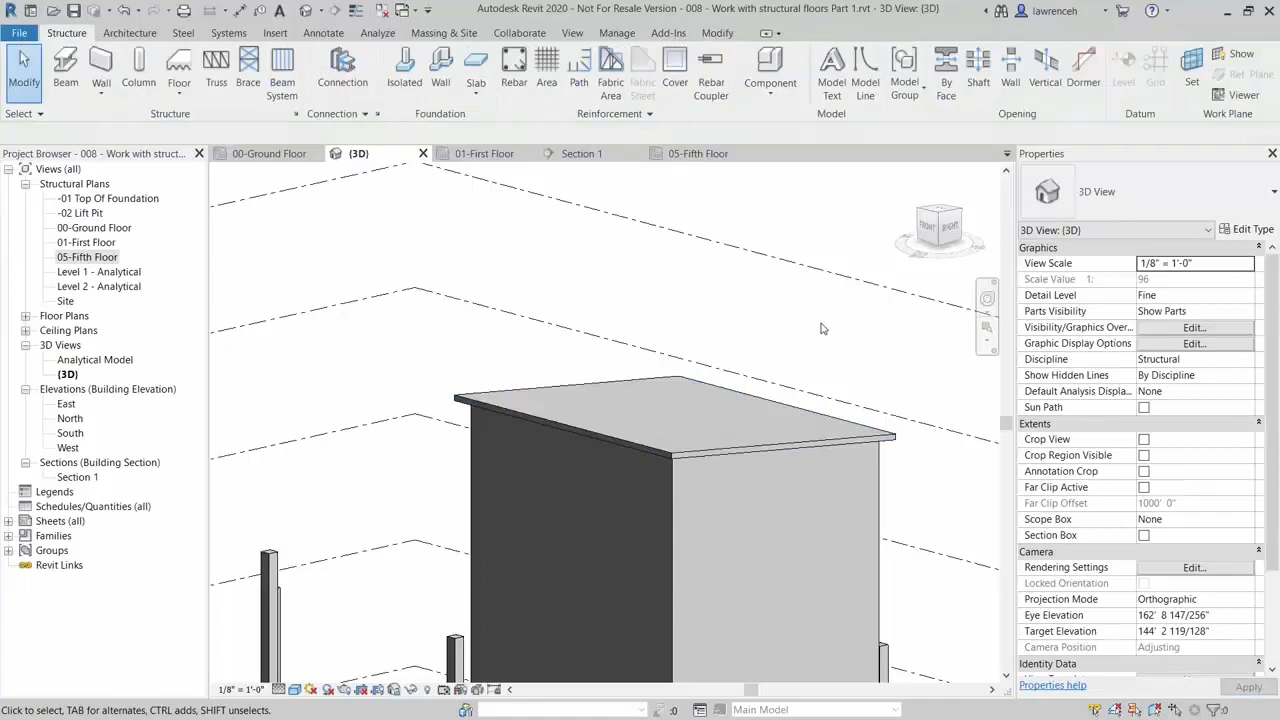 Autodesk Revit 2020 - Not For Resale Version - 008 - Work with structural floors Part 1.rvt - 3D View: {3D}
lawrenceh
File Structure Architecture Steel Systems Insert Annotate Analyze Massing & Site Collaborate View Manage Add-Ins Modify
Modify Beam Wall Column Floor Truss Brace Beam System Connection Isolated Wall Slab Rebar Area Path Fabric Area Fabric Sheet Cover Rebar Coupler Component Model Text Model Line Model Group By Face Shaft Wall Vertical Dormer Level Grid Set Show Ref Plane Viewer
Select Structure Connection Foundation Reinforcement Model Opening Datum Work Plane
Project Browser - 008 - Work with struct...
00-Ground Floor {3D} 01-First Floor Section 1 05-Fifth Floor
Views (all)
Structural Plans
-01 Top Of Foundation
-02 Lift Pit
00-Ground Floor
01-First Floor
05-Fifth Floor
Level 1 - Analytical
Level 2 - Analytical
Site
Floor Plans
Ceiling Plans
3D Views
Analytical Model
{3D}
Elevations (Building Elevation)
East
North
South
West
Sections (Building Section)
Section 1
Legends
Schedules/Quantities (all)
Sheets (all)
Families
Groups
Revit Links
FRONT RIGHT
Properties
3D View
3D View: {3D} Edit Type
Graphics
View Scale 1/8" = 1'-0"
Scale Value 1: 96
Detail Level Fine
Parts Visibility Show Parts
Visibility/Graphics Over... Edit...
Graphic Display Options Edit...
Discipline Structural
Show Hidden Lines By Discipline
Default Analysis Displa... None
Sun Path
Extents
Crop View
Crop Region Visible
Annotation Crop
Far Clip Active
Far Clip Offset 1000' 0"
Scope Box None
Section Box
Camera
Rendering Settings Edit...
Locked Orientation
Projection Mode Orthographic
Eye Elevation 162' 8 147/256"
Target Elevation 144' 2 119/128"
Camera Position Adjusting
Identity Data
Properties help Apply
1/8" = 1'-0"
Click to select, TAB for alternates, CTRL adds, SHIFT unselects.
:0 Main Model :0